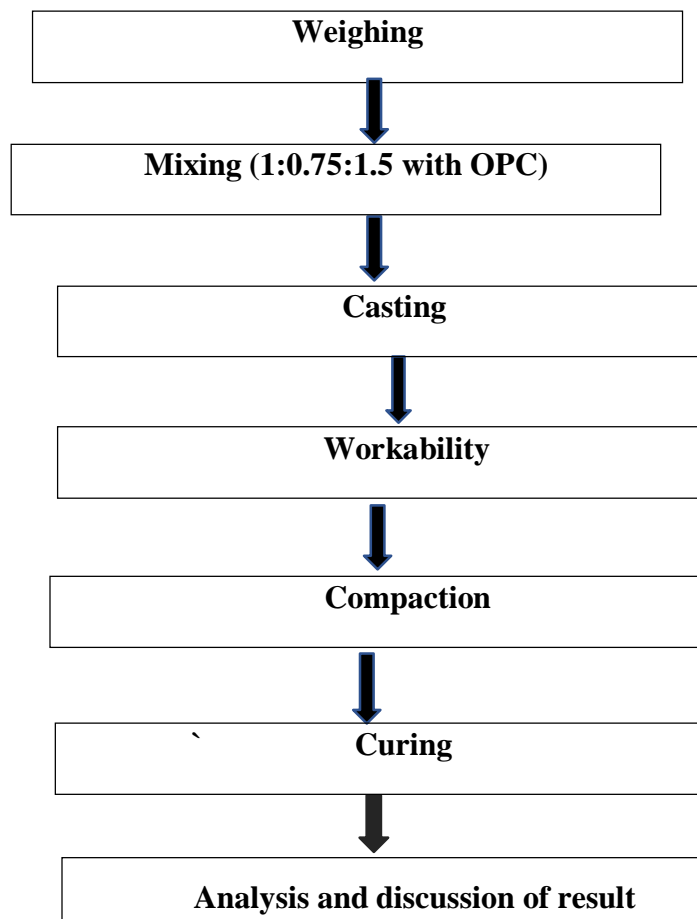 Weighing
Mixing (1:0.75:1.5 with OPC)
Casting
Workability
Compaction
` Curing
Analysis and discussion of result